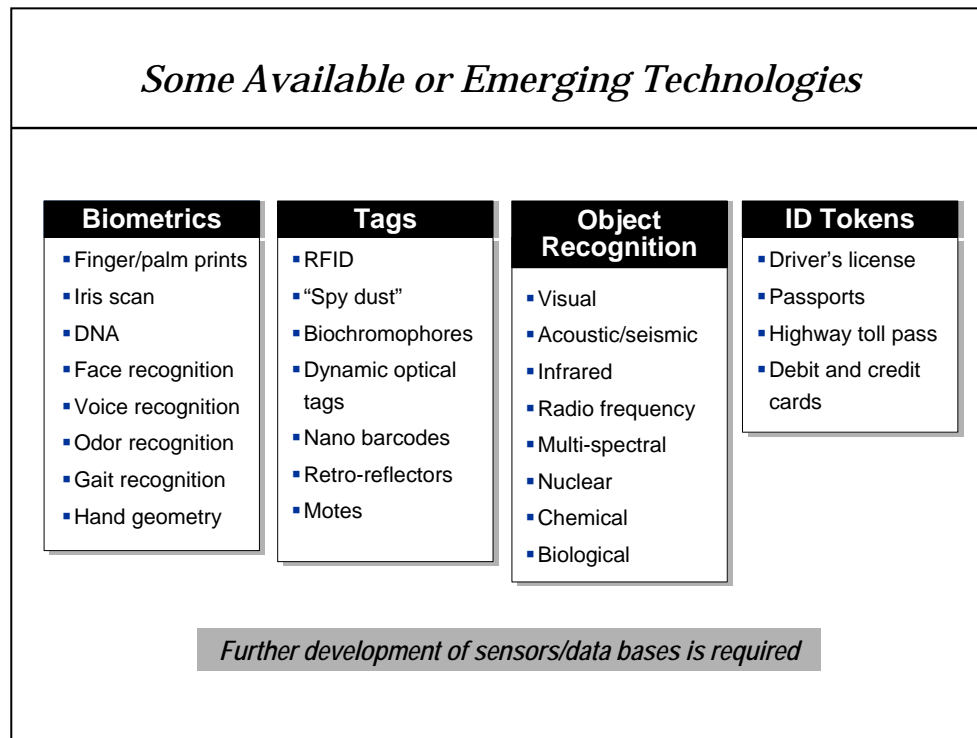 Some Available or Emerging Technologies
Biometrics
▪ Finger/palm prints
▪ Iris scan
▪ DNA
▪ Face recognition
▪ Voice recognition
▪ Odor recognition
▪ Gait recognition
▪ Hand geometry
Tags
▪ RFID
▪ “Spy dust”
▪ Biochromophores
▪ Dynamic optical
tags
▪ Nano barcodes
▪ Retro-reflectors
▪ Motes
Object
Recognition
▪ Visual
▪ Acoustic/seismic
▪ Infrared
▪ Radio frequency
▪ Multi-spectral
▪ Nuclear
▪ Chemical
▪ Biological
ID Tokens
▪ Driver’s license
▪ Passports
▪ Highway toll pass
▪ Debit and credit
cards
Further development of sensors/data bases is required